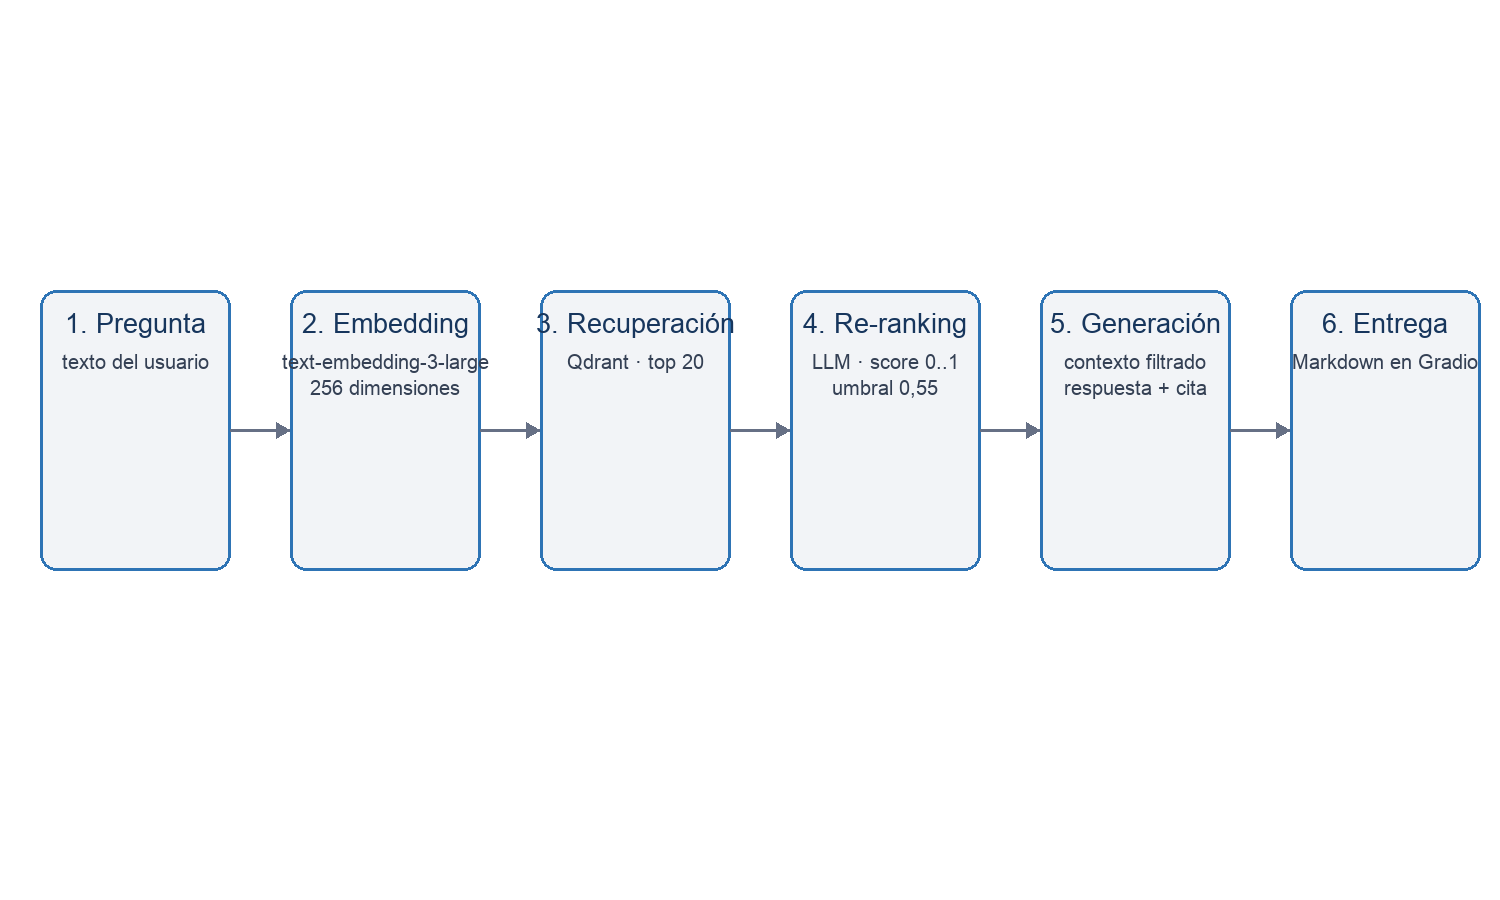 1. Pregunta
texto del usuario
2. Embedding
text-embedding-3-large
256 dimensiones
3. Recuperación
Qdrant · top 20
4. Re-ranking
LLM · score 0..1
umbral 0,55
5. Generación
contexto filtrado
respuesta + cita
6. Entrega
Markdown en Gradio